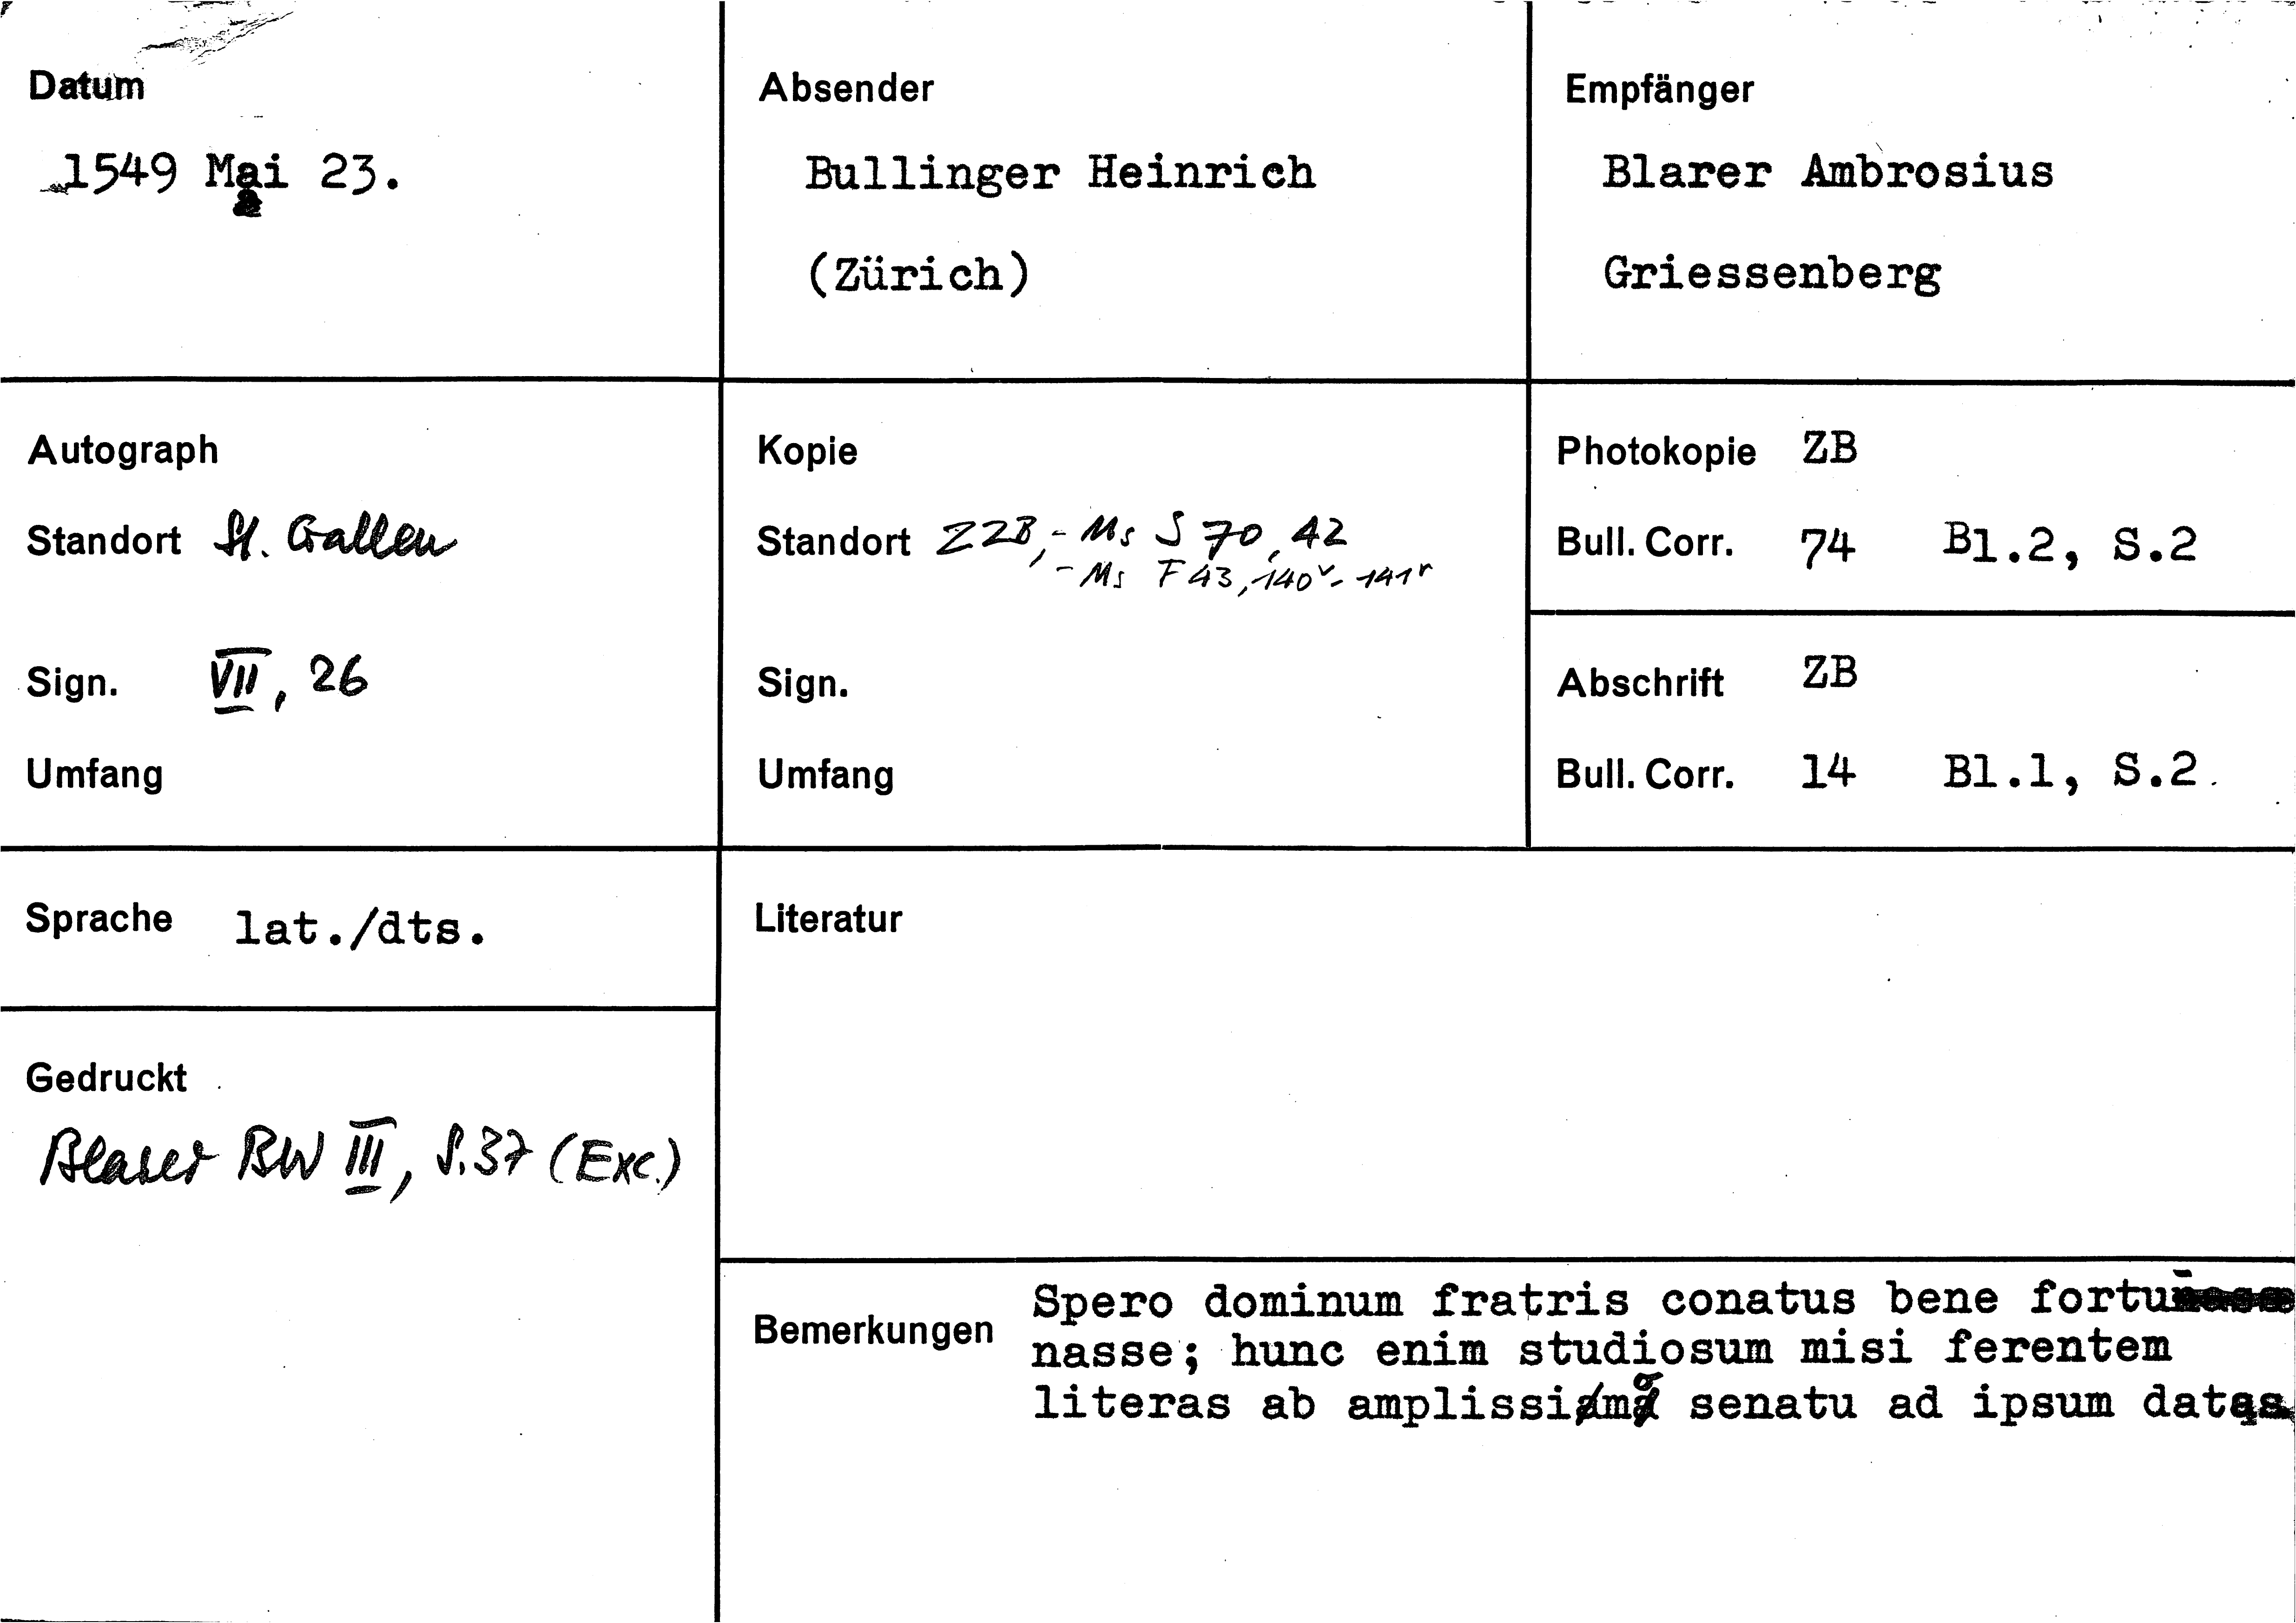 Datum
1549 Mai 23.
Absender
Bullinger Heinrich
(Zürich)
Empfänger
Blarer Ambrosius
Griessenberg
Autograph
Standort St. Gallen
Sign. VII, 26
Umfang
Kopie
Standort ZZB, - Ms S 70, 42
- Ms F 43, 140v - 141r
Sign.
Umfang
Photokopie ZB
Bull. Corr. 74 Bl.2, S.2
Abschrift ZB
Bull. Corr. 14 Bl.1, S.2.
Sprache lat./dts.
Gedruckt
Blarer BW III, S.37 (Exc.)
Literatur
Bemerkungen
Spero dominum fratris conatus bene fortu-
nasse; hunc enim studiosum misi ferentem
literas ab amplissimo senatu ad ipsum datas